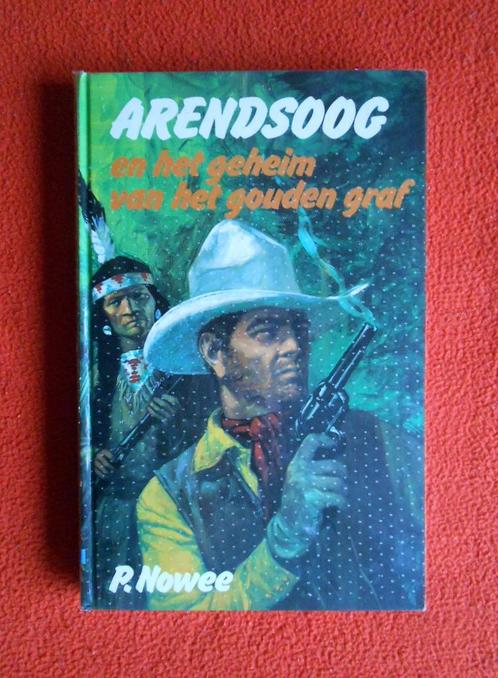 ARENDSOOG
en het geheim
van het gouden graf
P. Nowee